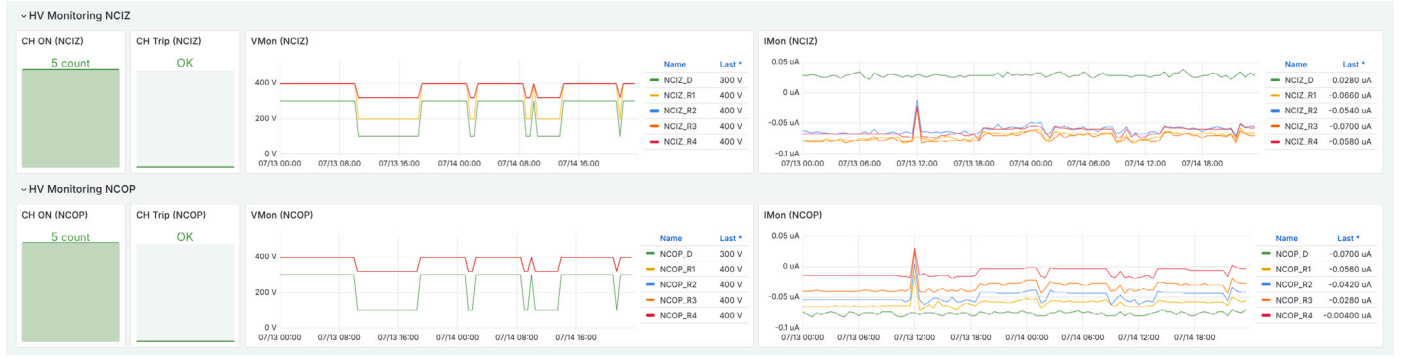 HV Monitoring NCIZ
CH ON (NCIZ) CH Trip (NCIZ) VMon (NCIZ) IMon (NCIZ)
5 count
OK
400 V
200 V
0 V
07/13 00:00 07/13 08:00 07/13 16:00 07/14 00:00 07/14 08:00 07/14 16:00
Name Last *
NCIZ_D 300 V
NCIZ_R1 400 V
NCIZ_R2 400 V
NCIZ_R3 400 V
NCIZ_R4 400 V
0.05 uA
0 uA
-0.05 uA
-0.1 uA
07/13 00:00 07/13 06:00 07/13 12:00 07/13 18:00 07/14 00:00 07/14 06:00 07/14 12:00 07/14 18:00
Name Last *
NCIZ_D 0.0280 uA
NCIZ_R1 -0.0660 uA
NCIZ_R2 -0.0540 uA
NCIZ_R3 -0.0700 uA
NCIZ_R4 -0.0580 uA
HV Monitoring NCOP
CH ON (NCOP) CH Trip (NCOP) VMon (NCOP) IMon (NCOP)
5 count
OK
400 V
200 V
0 V
07/13 00:00 07/13 08:00 07/13 16:00 07/14 00:00 07/14 08:00 07/14 16:00
Name Last *
NCOP_D 300 V
NCOP_R1 400 V
NCOP_R2 400 V
NCOP_R3 400 V
NCOP_R4 400 V
0.05 uA
0 uA
-0.05 uA
-0.1 uA
07/13 00:00 07/13 06:00 07/13 12:00 07/13 18:00 07/14 00:00 07/14 06:00 07/14 12:00 07/14 18:00
Name Last *
NCOP_D -0.0700 uA
NCOP_R1 -0.0560 uA
NCOP_R2 -0.0420 uA
NCOP_R3 -0.0280 uA
NCOP_R4 -0.00400 uA